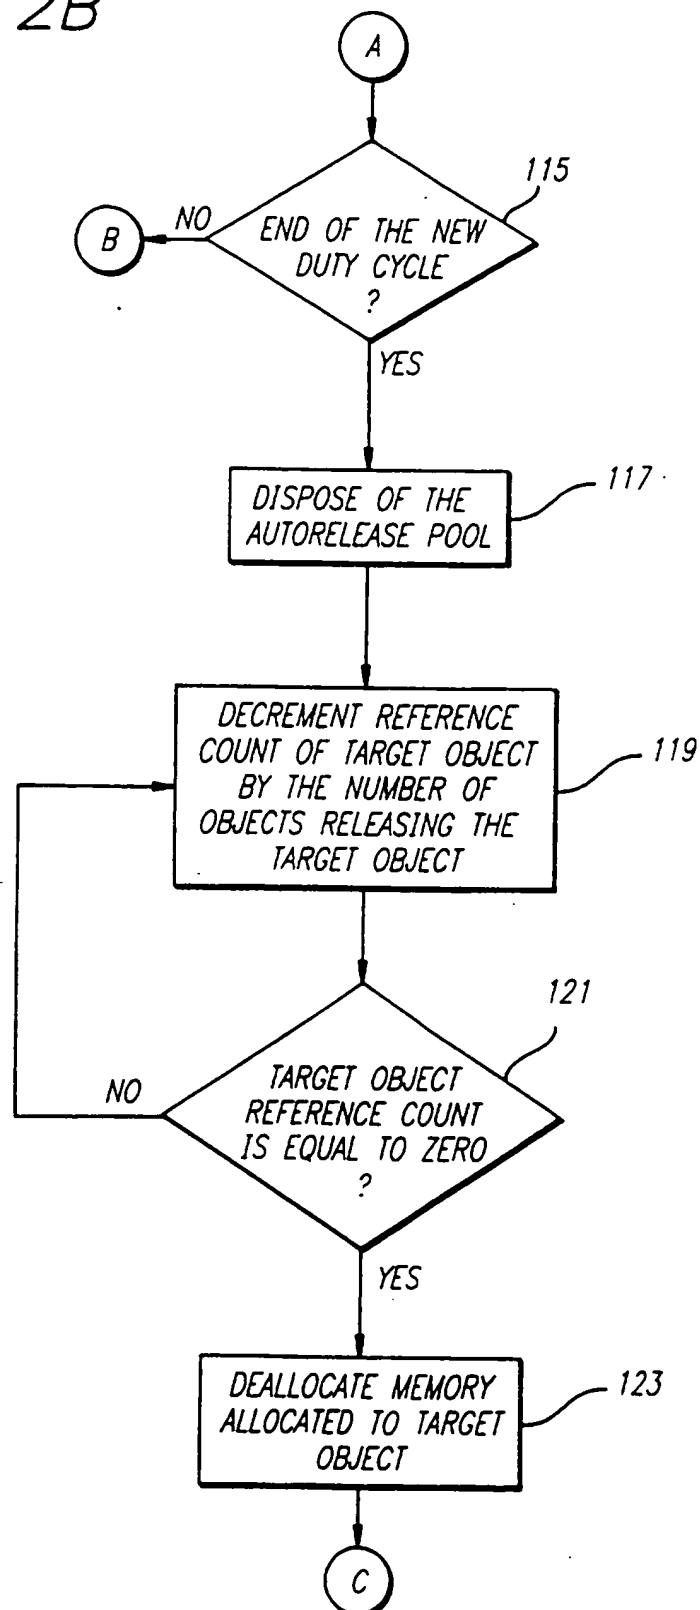 2B
A
115
END OF THE NEW
DUTY CYCLE
?
NO
B
YES
117
DISPOSE OF THE
AUTORELEASE POOL
DECREMENT REFERENCE
COUNT OF TARGET OBJECT
BY THE NUMBER OF
OBJECTS RELEASING THE
TARGET OBJECT
119
121
TARGET OBJECT
REFERENCE COUNT
IS EQUAL TO ZERO
?
NO
YES
DEALLOCATE MEMORY
ALLOCATED TO TARGET
OBJECT
123
C